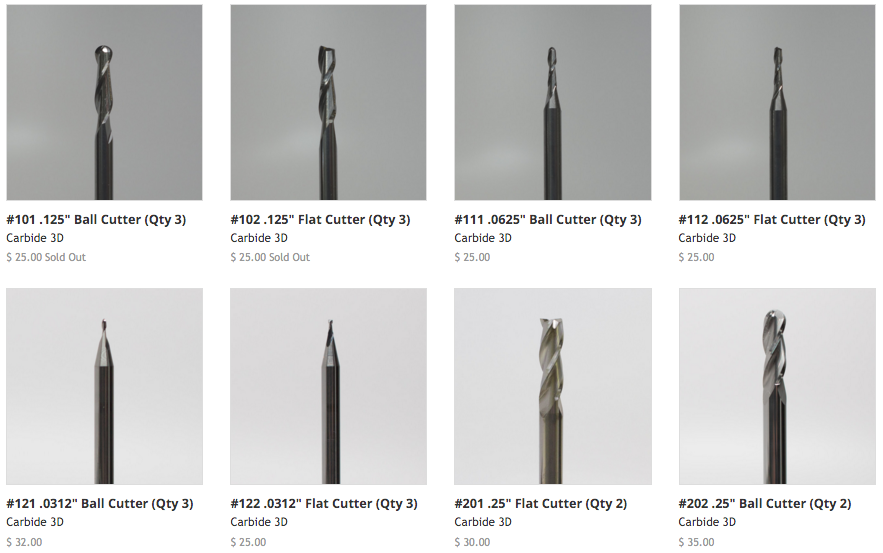 #101 .125" Ball Cutter (Qty 3)
Carbide 3D
$ 25.00 Sold Out
#102 .125" Flat Cutter (Qty 3)
Carbide 3D
$ 25.00 Sold Out
#111 .0625" Ball Cutter (Qty 3)
Carbide 3D
$ 25.00
#112 .0625" Flat Cutter (Qty 3)
Carbide 3D
$ 25.00
#121 .0312" Ball Cutter (Qty 3)
Carbide 3D
$ 32.00
#122 .0312" Flat Cutter (Qty 3)
Carbide 3D
$ 25.00
#201 .25" Flat Cutter (Qty 2)
Carbide 3D
$ 30.00
#202 .25" Ball Cutter (Qty 2)
Carbide 3D
$ 35.00